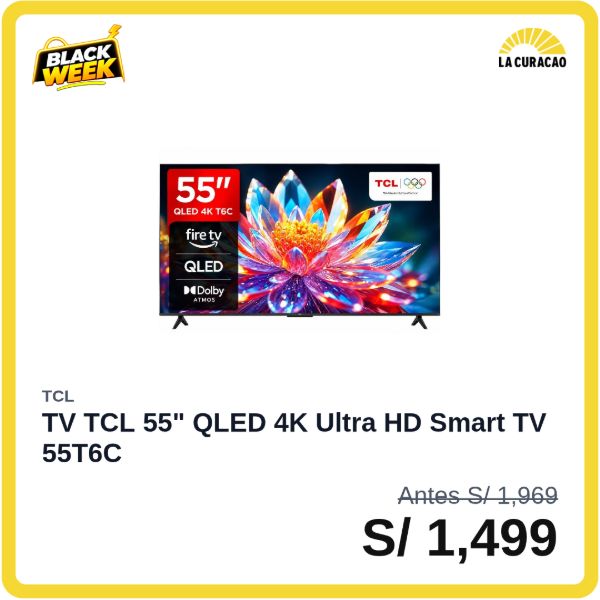 BLACK
WEEK
LA CURACAO
55"
QLED 4K T6C
fire tv
QLED
Dolby
ATMOS
TCL
TCL
TV TCL 55" QLED 4K Ultra HD Smart TV
55T6C
Antes S/ 1,969
S/ 1,499